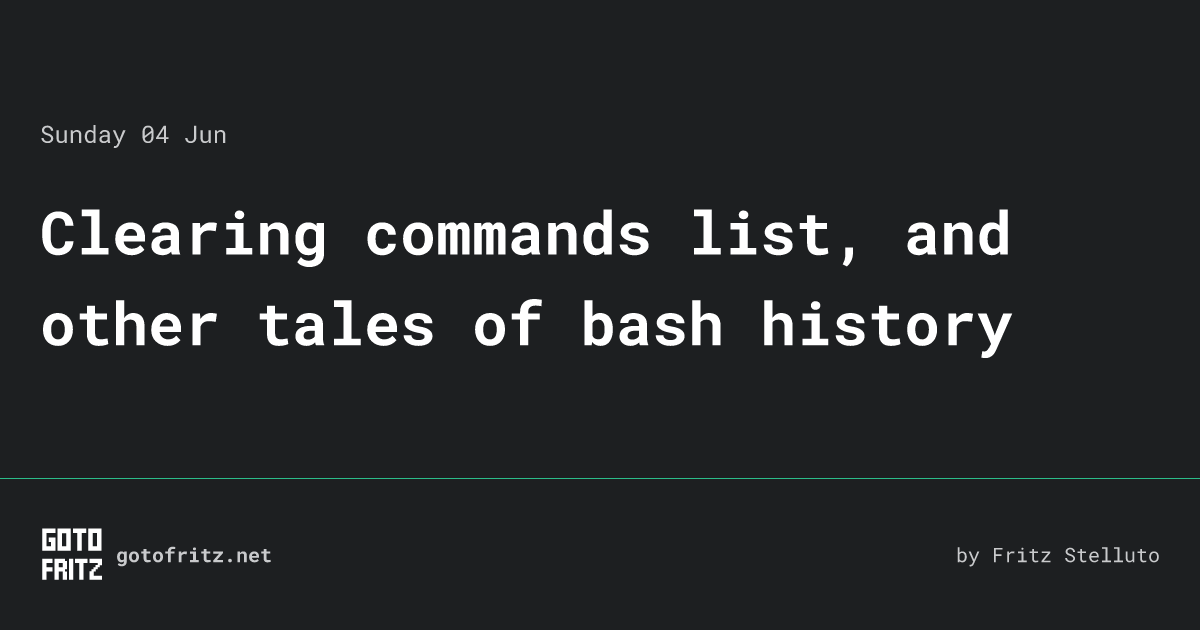 Sunday 04 Jun
Clearing commands list, and
other tales of bash history
GOTO
FRITZ
gotofritz.net
by Fritz Stelluto